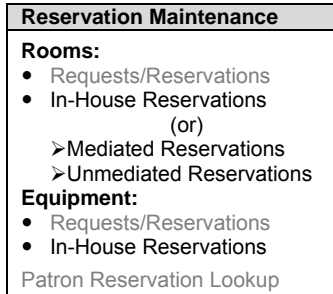 Reservation Maintenance
Rooms:
● Requests/Reservations
● In-House Reservations
(or)
➢Mediated Reservations
➢Unmediated Reservations
Equipment:
● Requests/Reservations
● In-House Reservations
Patron Reservation Lookup